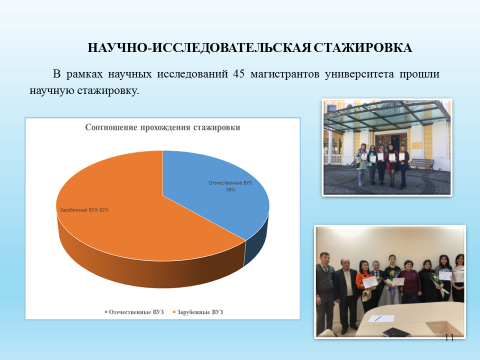 НАУЧНО-ИССЛЕДОВАТЕЛЬСКАЯ СТАЖИРОВКА
В рамках научных исследований 45 магистрантов университета прошли
научную стажировку.
Соотношение прохождения стажировки
Отечественные ВУЗ;
38%
Зарубежные ВУЗ; 62%
Отечественные ВУЗ Зарубежные ВУЗ
11